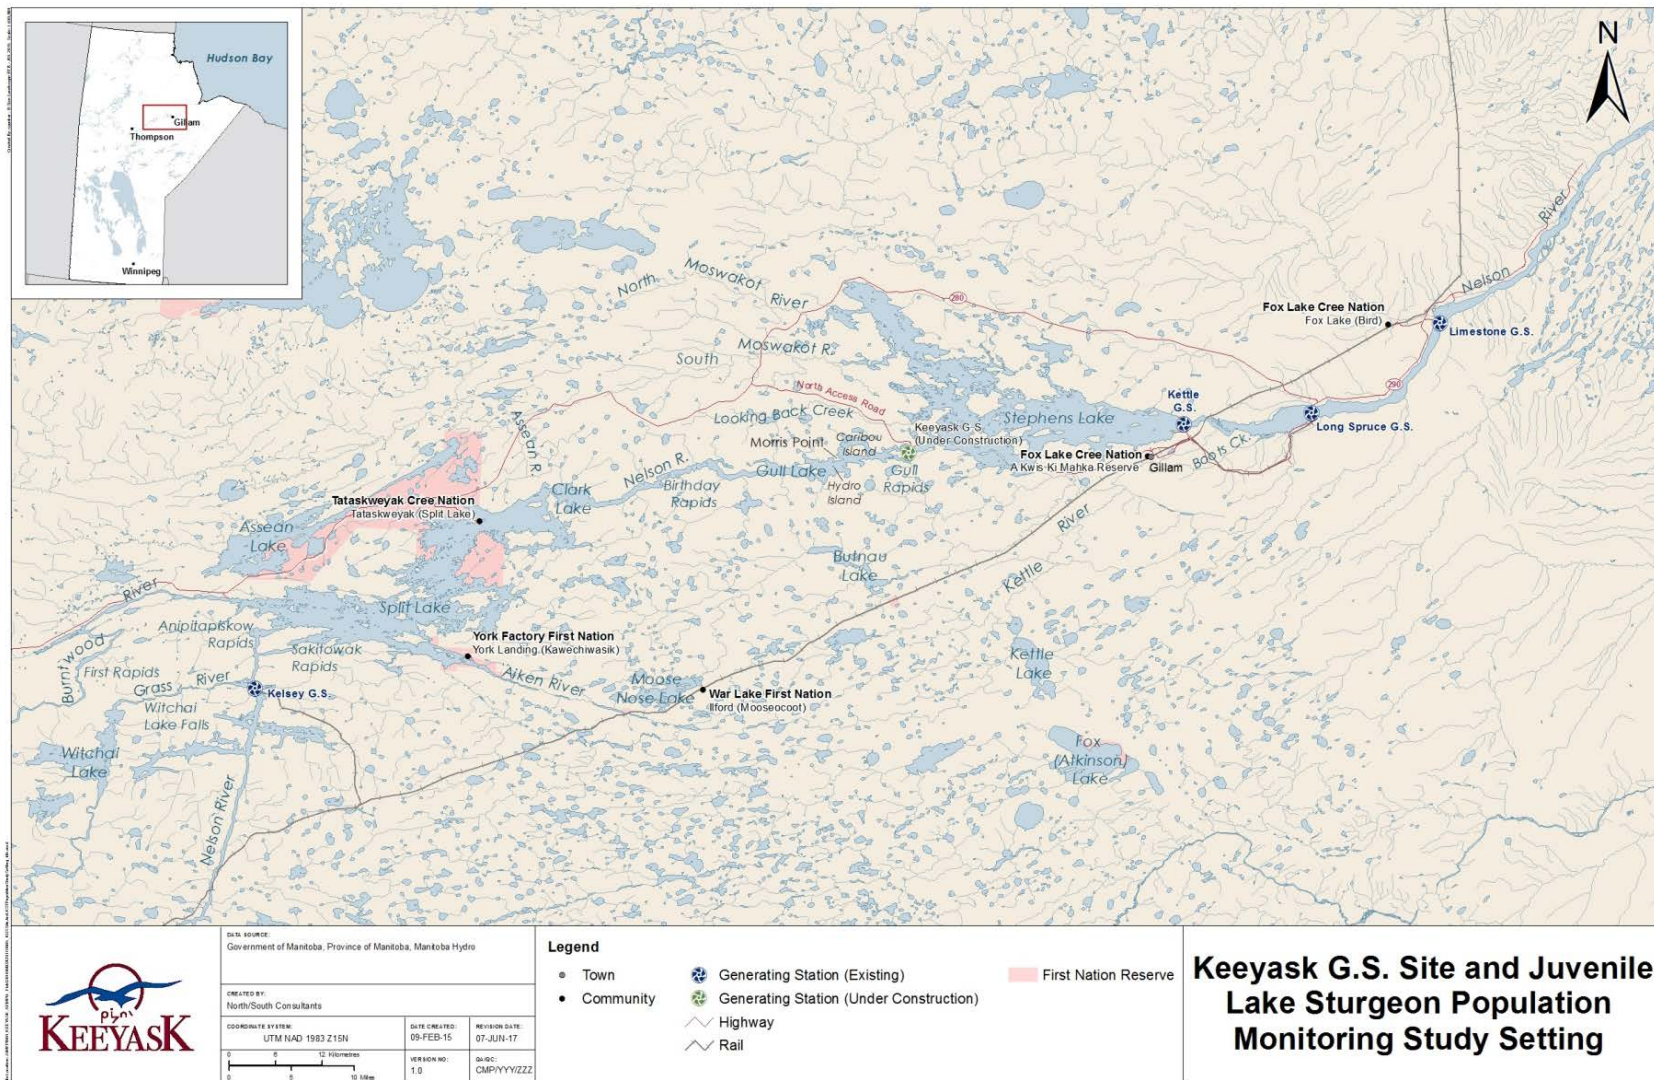 Hudson Bay
Gillam
Thompson
Winnipeg
N
North
Moswakot
River
280
Fox Lake Cree Nation
Fox Lake (Bird)
Nelson
River
Limestone G.S.
South
Moswakot R.
North Access Road
290
Looking Back Creek
Stephens Lake
Kettle
G.S.
Long Spruce G.S.
Keeyask G.S.
(Under Construction)
Assean R.
Morris Point
Caribou
Island
Fox Lake Cree Nation
A Kwis Ki Mahka Reserve
Gillam
Boots Ck.
Nelson R.
Gull Lake
Gull
Rapids
Hydro
Island
Birthday
Rapids
Clark
Lake
Tataskweyak Cree Nation
Tataskweyak (Split Lake)
Assean
Lake
Butnau
Lake
Kettle
River
River
Burntwood
Split Lake
Anipitapiskow
Rapids
Sakitowak
Rapids
York Factory First Nation
York Landing (Kawechiwasik)
First Rapids
Grass
River
Kelsey G.S.
Aiken River
Moose
Nose Lake
War Lake First Nation
Ilford (Mooseocoot)
Kettle
Lake
Witchai
Lake Falls
Witchai
Lake
Fox
(Atkinson)
Lake
Nelson River
KEEYASK
DATA SOURCE:
Government of Manitoba, Province of Manitoba, Manitoba Hydro
CREATED BY:
North/South Consultants
COORDINATE SYSTEM:
UTM NAD 1983 Z15N
DATE CREATED:
09-FEB-15
REVISION DATE:
07-JUN-17
0 6 12 Kilometres
0 5 10 Miles
VERSION NO:
1.0
QA/QC:
CMP/YYY/ZZZ
Legend
Town
Community
Generating Station (Existing)
Generating Station (Under Construction)
Highway
Rail
First Nation Reserve
Keeyask G.S. Site and Juvenile
Lake Sturgeon Population
Monitoring Study Setting